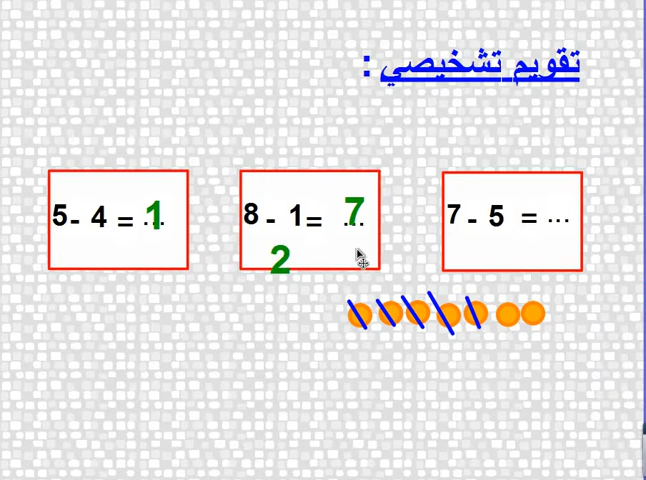 تقويم تشخيصي :
5 - 4 = ... 1
8 - 1 = ... 7
2
7 - 5 = ...